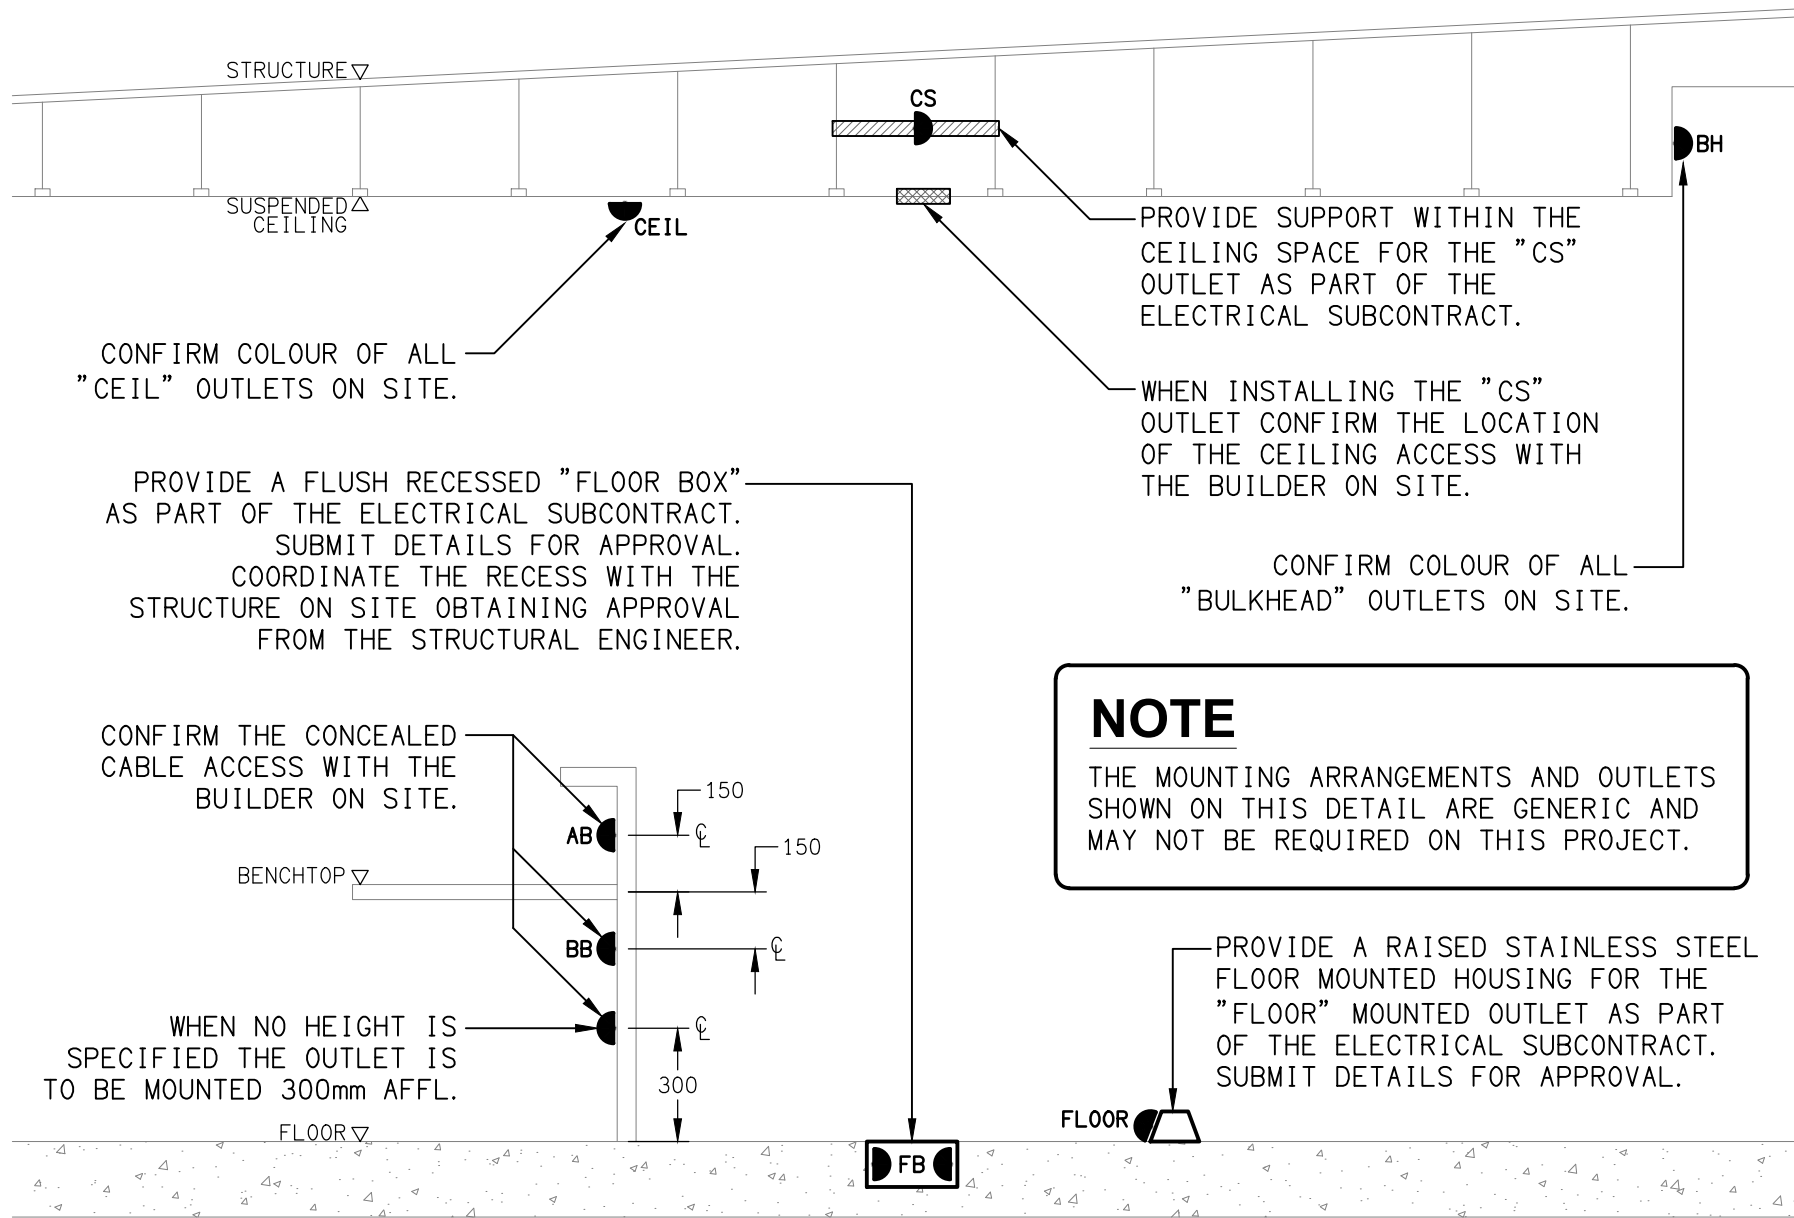 STRUCTURE
CS
BH
SUSPENDED
CEILING
CEIL
PROVIDE SUPPORT WITHIN THE
CEILING SPACE FOR THE "CS"
OUTLET AS PART OF THE
ELECTRICAL SUBCONTRACT.
CONFIRM COLOUR OF ALL
"CEIL" OUTLETS ON SITE.
WHEN INSTALLING THE "CS"
OUTLET CONFIRM THE LOCATION
OF THE CEILING ACCESS WITH
THE BUILDER ON SITE.
PROVIDE A FLUSH RECESSED "FLOOR BOX"
AS PART OF THE ELECTRICAL SUBCONTRACT.
SUBMIT DETAILS FOR APPROVAL.
COORDINATE THE RECESS WITH THE
STRUCTURE ON SITE OBTAINING APPROVAL
FROM THE STRUCTURAL ENGINEER.
CONFIRM COLOUR OF ALL
"BULKHEAD" OUTLETS ON SITE.
NOTE
THE MOUNTING ARRANGEMENTS AND OUTLETS
SHOWN ON THIS DETAIL ARE GENERIC AND
MAY NOT BE REQUIRED ON THIS PROJECT.
CONFIRM THE CONCEALED
CABLE ACCESS WITH THE
BUILDER ON SITE.
150
AB
℄
150
BENCHTOP
BB
℄
WHEN NO HEIGHT IS
SPECIFIED THE OUTLET IS
TO BE MOUNTED 300mm AFFL.
℄
300
PROVIDE A RAISED STAINLESS STEEL
FLOOR MOUNTED HOUSING FOR THE
"FLOOR" MOUNTED OUTLET AS PART
OF THE ELECTRICAL SUBCONTRACT.
SUBMIT DETAILS FOR APPROVAL.
FLOOR
FLOOR
FB